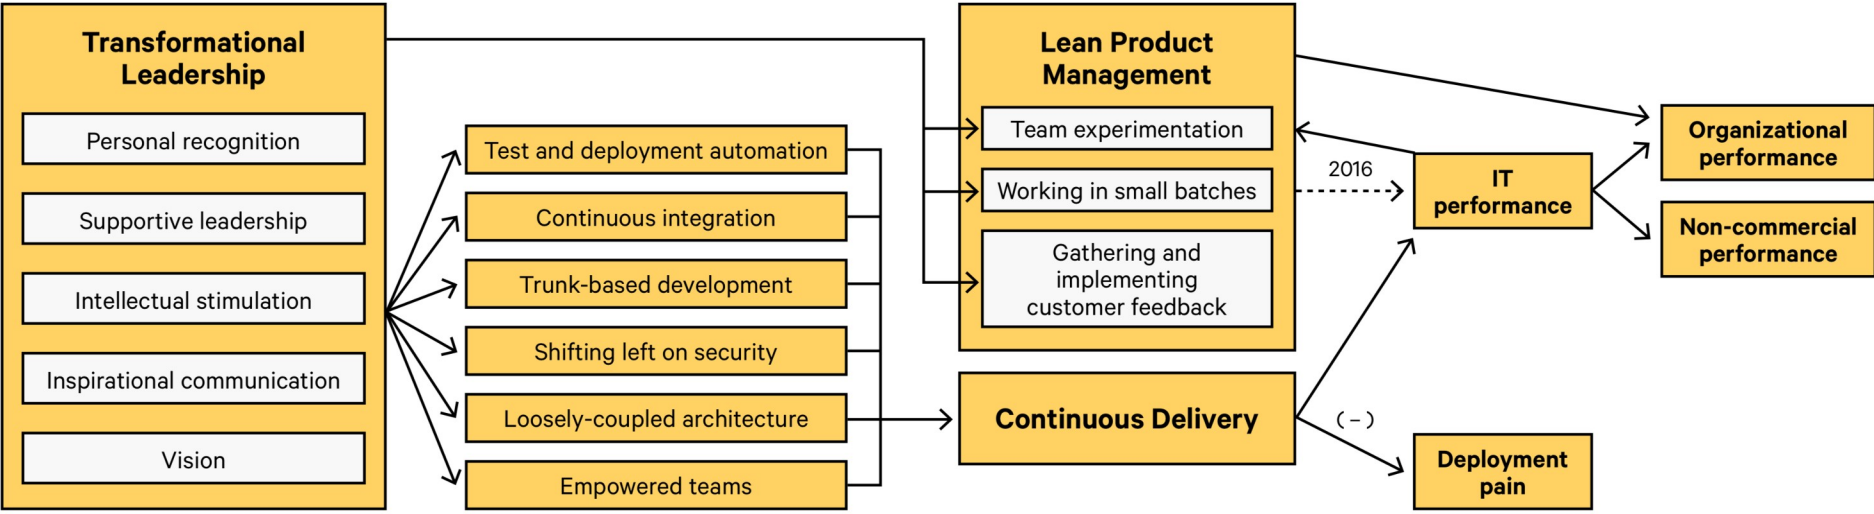 Transformational
Leadership
Personal recognition
Supportive leadership
Intellectual stimulation
Inspirational communication
Vision
Test and deployment automation
Continuous integration
Trunk-based development
Shifting left on security
Loosely-coupled architecture
Empowered teams
Lean Product
Management
Team experimentation
Working in small batches
Gathering and
implementing
customer feedback
Continuous Delivery
2016
(-)
IT
performance
Deployment
pain
Organizational
performance
Non-commercial
performance